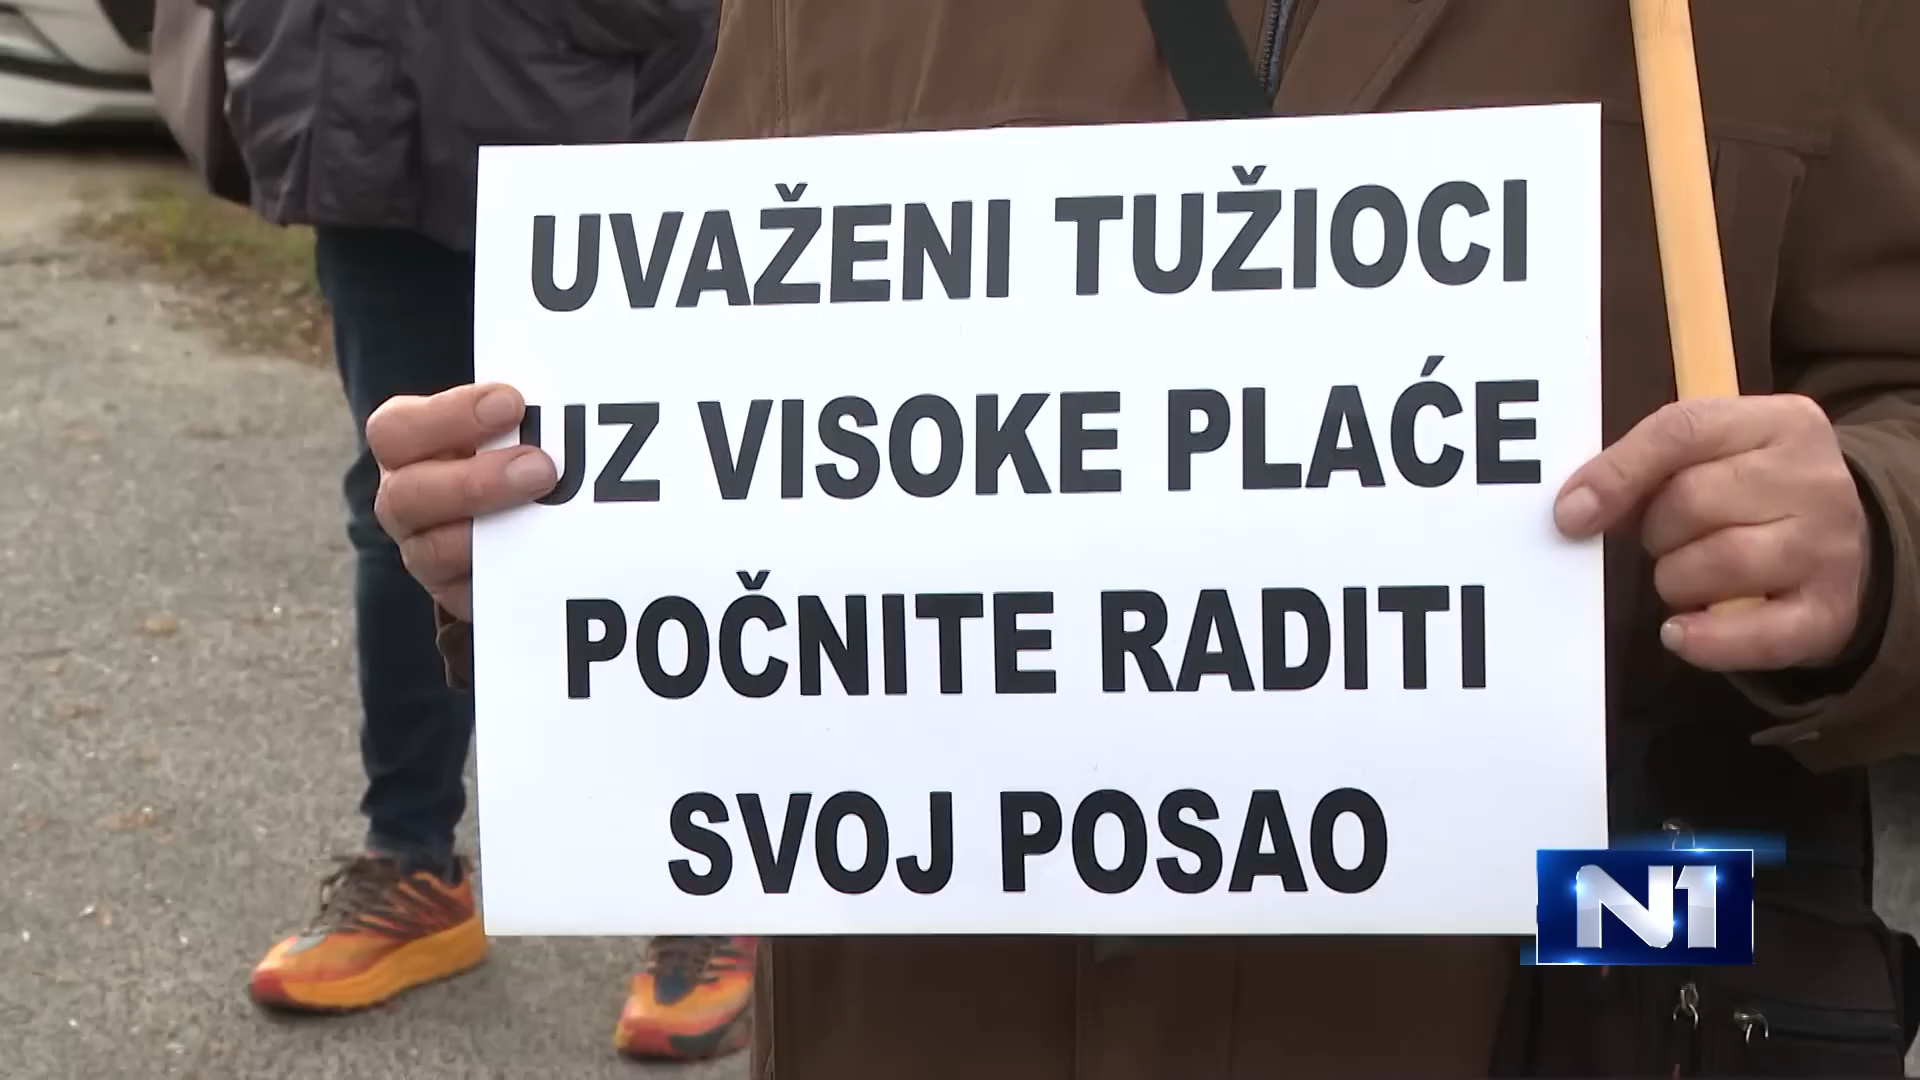 UVAŽENI TUŽIOCI
UZ VISOKE PLAĆE
POČNITE RADITI
SVOJ POSAO
N1